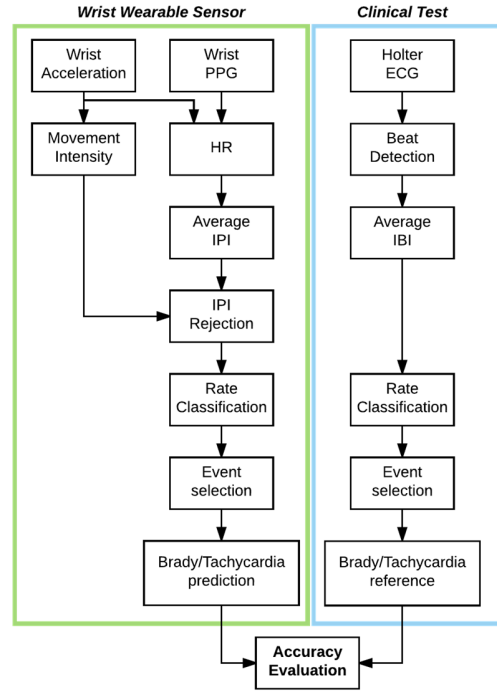 Wrist Wearable Sensor
Clinical Test
Wrist
Acceleration
Wrist
PPG
Holter
ECG
Movement
Intensity
HR
Beat
Detection
Average
IPI
Average
IBI
IPI
Rejection
Rate
Classification
Rate
Classification
Event
selection
Event
selection
Brady/Tachycardia
prediction
Brady/Tachycardia
reference
Accuracy
Evaluation